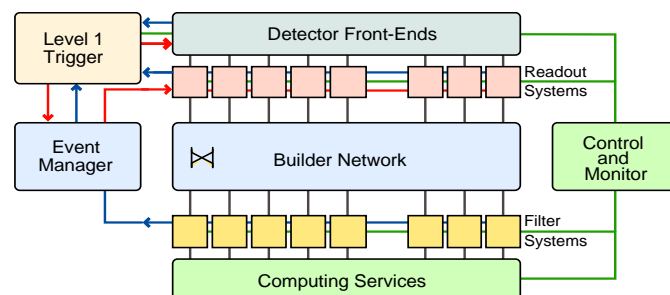 Level 1
Trigger
Detector Front-Ends
Readout
Systems
Event
Manager
Builder Network
Control
and
Monitor
Filter
Systems
Computing Services